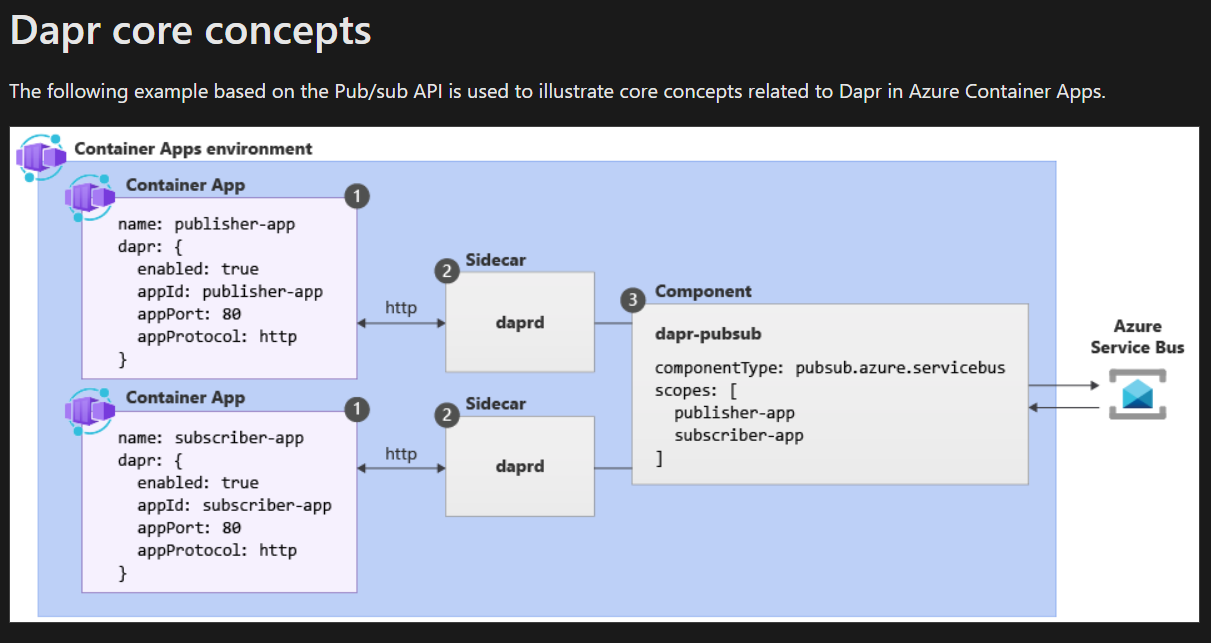 Dapr core concepts
The following example based on the Pub/sub API is used to illustrate core concepts related to Dapr in Azure Container Apps.
Container Apps environment
Container App
1
name: publisher-app
dapr: {
enabled: true
appId: publisher-app
appPort: 80
appProtocol: http
}
http
2
Sidecar
daprd
Container App
1
name: subscriber-app
dapr: {
enabled: true
appId: subscriber-app
appPort: 80
appProtocol: http
}
http
2
Sidecar
daprd
3
Component
dapr-pubsub
componentType: pubsub.azure.servicebus
scopes: [
publisher-app
subscriber-app
]
Azure
Service Bus